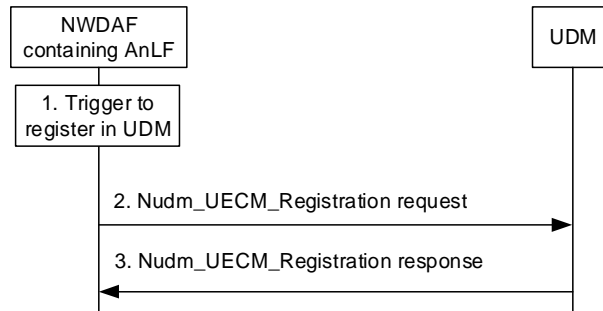 NWDAF
containing AnLF
UDM
1. Trigger to
register in UDM
2. Nudm_UECM_Registration request
3. Nudm_UECM_Registration response